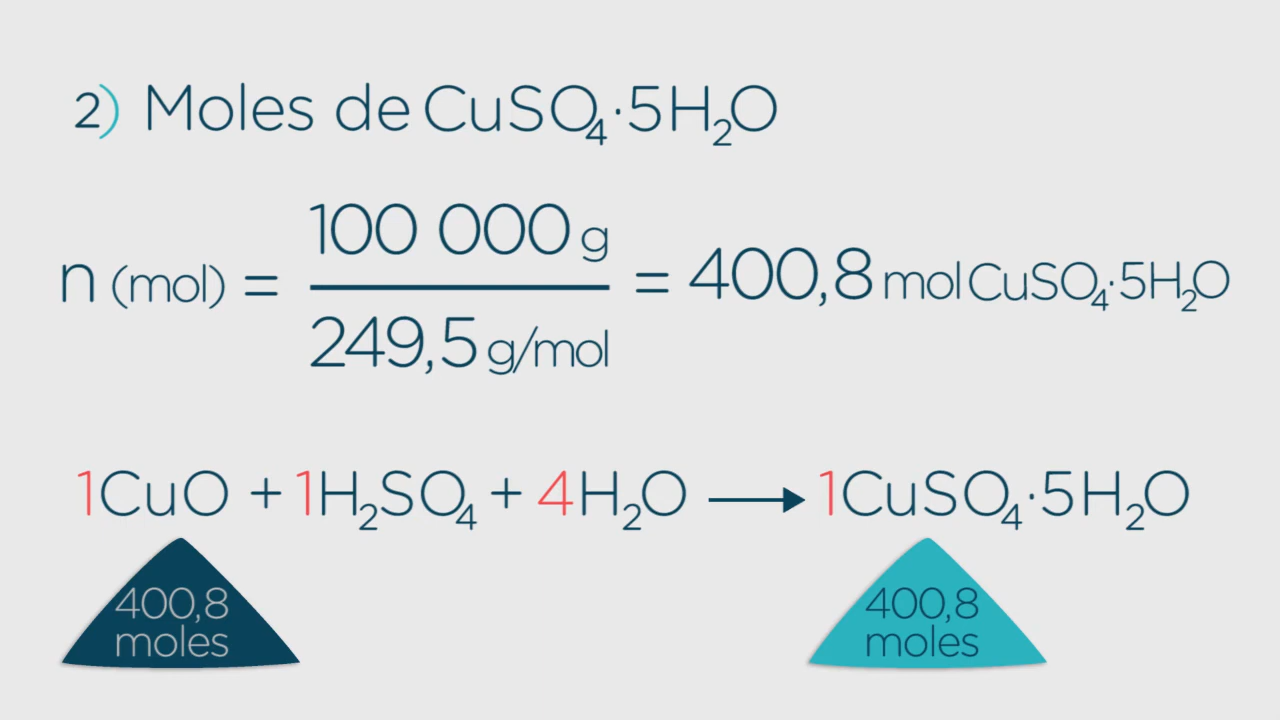 2) Moles de CuSO₄·5H₂O
n (mol) = 100 000 g / 249,5 g/mol = 400,8 mol CuSO₄·5H₂O
1CuO + 1H₂SO₄ + 4H₂O → 1CuSO₄·5H₂O
400,8 moles
400,8 moles